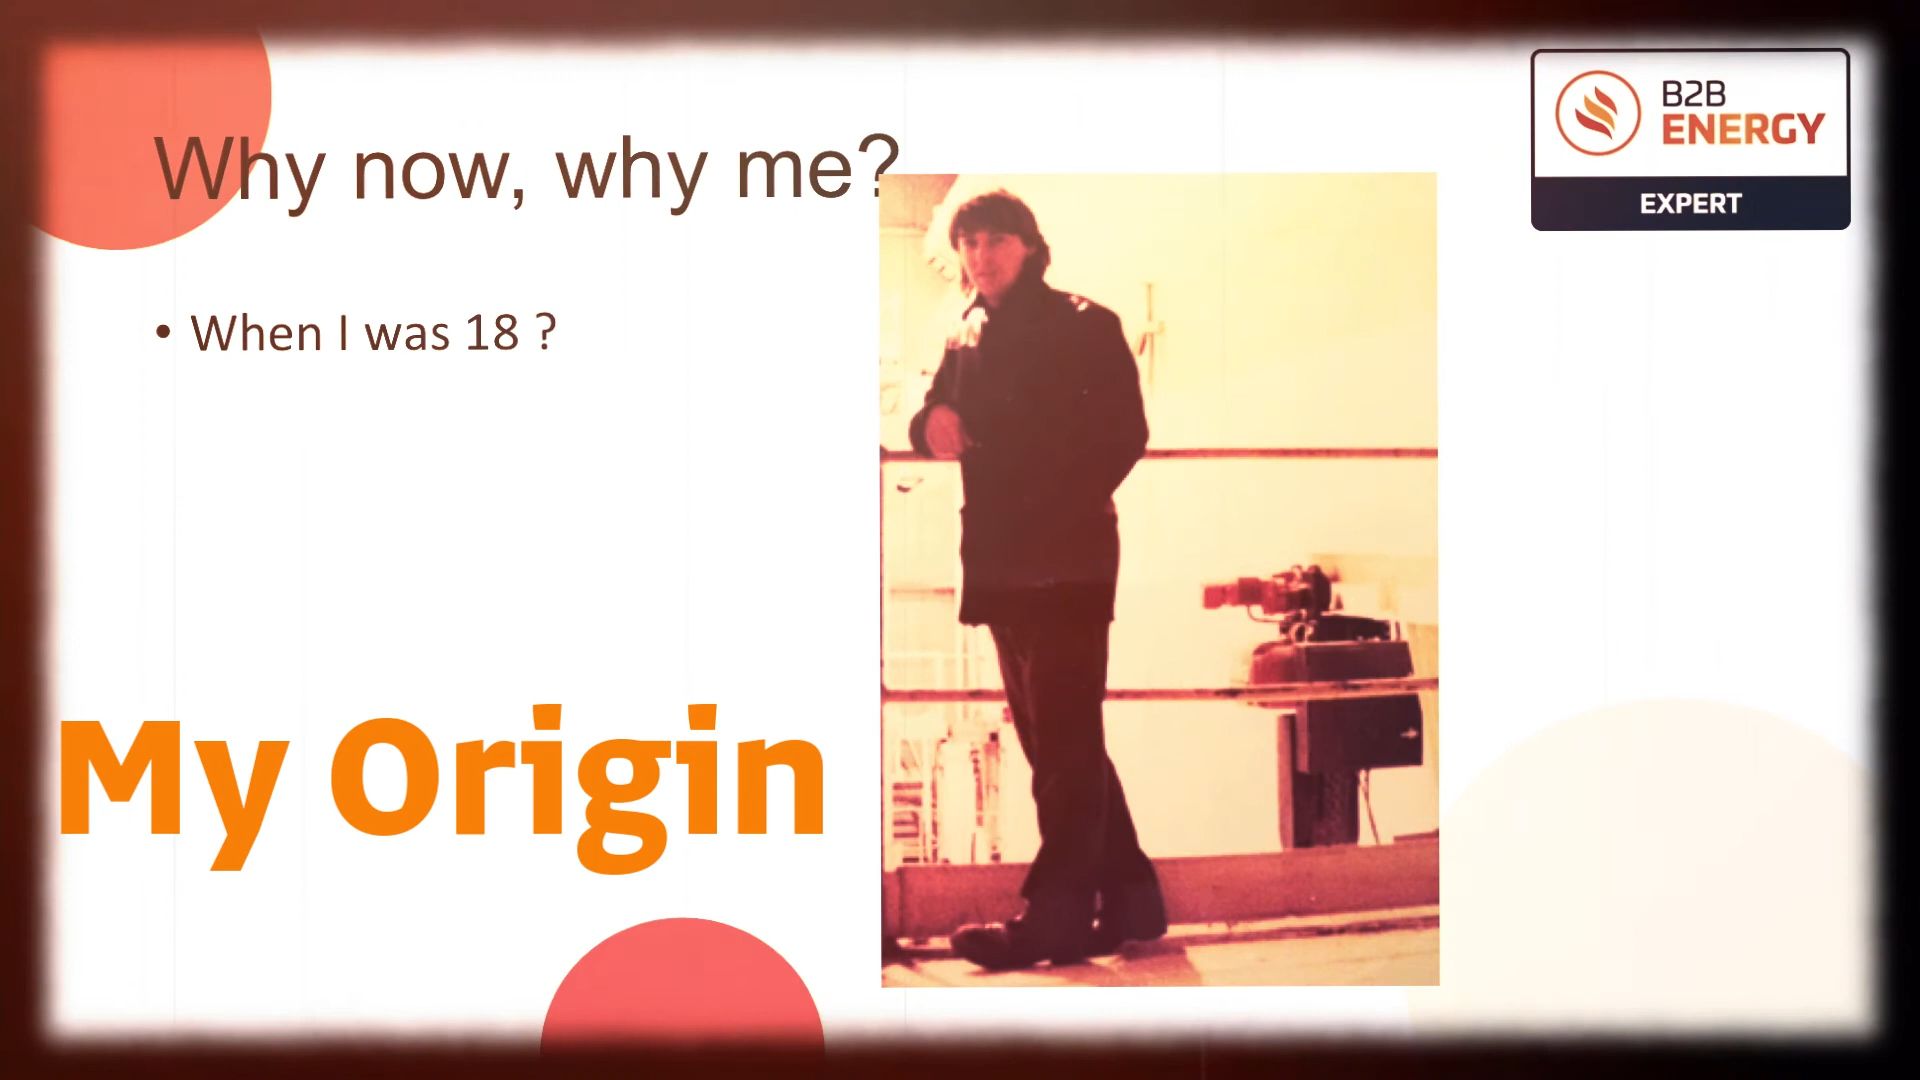 Why now, why me?
B2B
ENERGY
EXPERT
• When I was 18 ?
My Origin